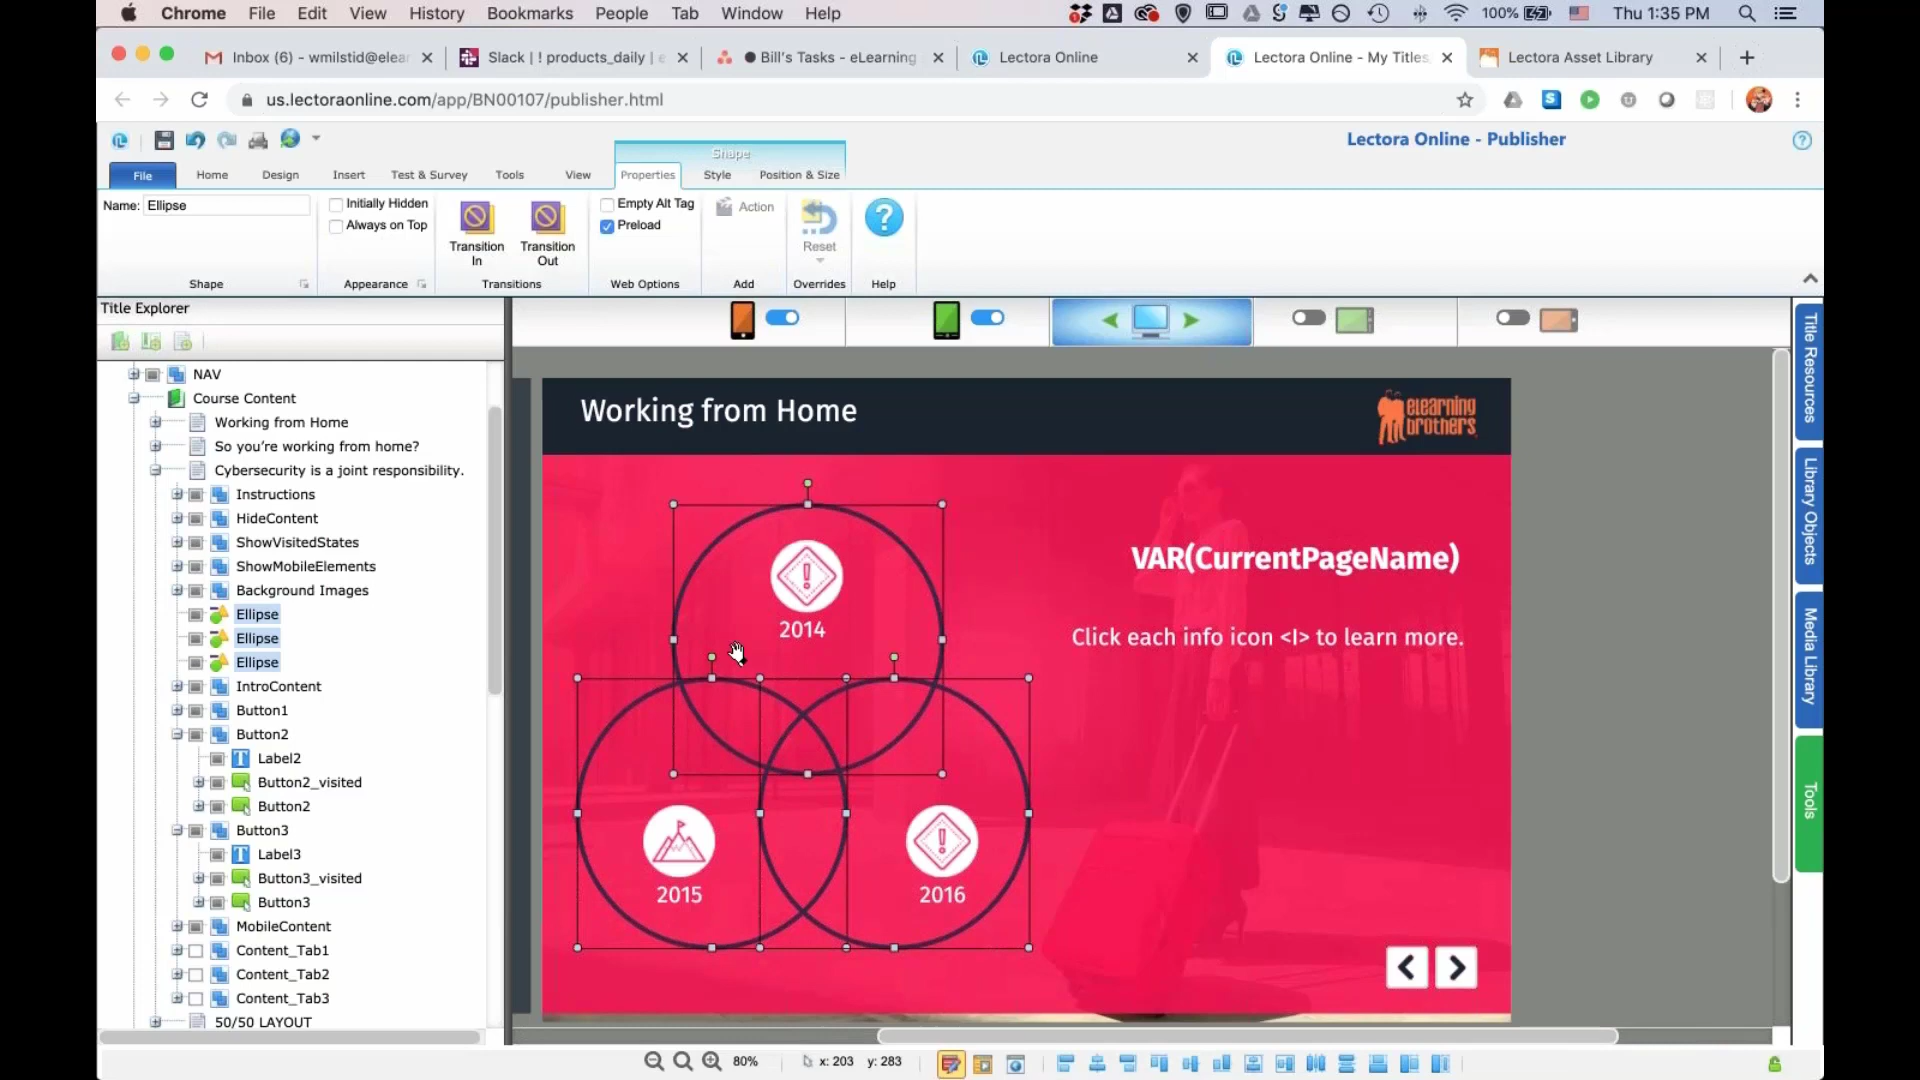 Chrome File Edit View History Bookmarks People Tab Window Help 100% Thu 1:35 PM
Inbox (6) - wmilstid@elear Slack | ! products_daily | e Bill's Tasks - eLearning Lectora Online Lectora Online - My Titles, Lectora Asset Library
us.lectoraonline.com/app/BN00107/publisher.html
Lectora Online - Publisher
Shape
File Home Design Insert Test & Survey Tools View Properties Style Position & Size
Name: Ellipse
Initially Hidden
Always on Top
Transition In
Transition Out
Empty Alt Tag
Preload
Action
Reset
Shape Appearance Transitions Web Options Add Overrides Help
Title Explorer
NAV
Course Content
Working from Home
So you're working from home?
Cybersecurity is a joint responsibility.
Instructions
HideContent
ShowVisitedStates
ShowMobileElements
Background Images
Ellipse
Ellipse
Ellipse
IntroContent
Button1
Button2
Label2
Button2_visited
Button2
Button3
Label3
Button3_visited
Button3
MobileContent
Content_Tab1
Content_Tab2
Content_Tab3
50/50 LAYOUT
Working from Home
eLearning brothers
2014
2015
2016
VAR(CurrentPageName)
Click each info icon <I> to learn more.
Title Resources
Library Objects
Media Library
Tools
80% x: 203 y: 283